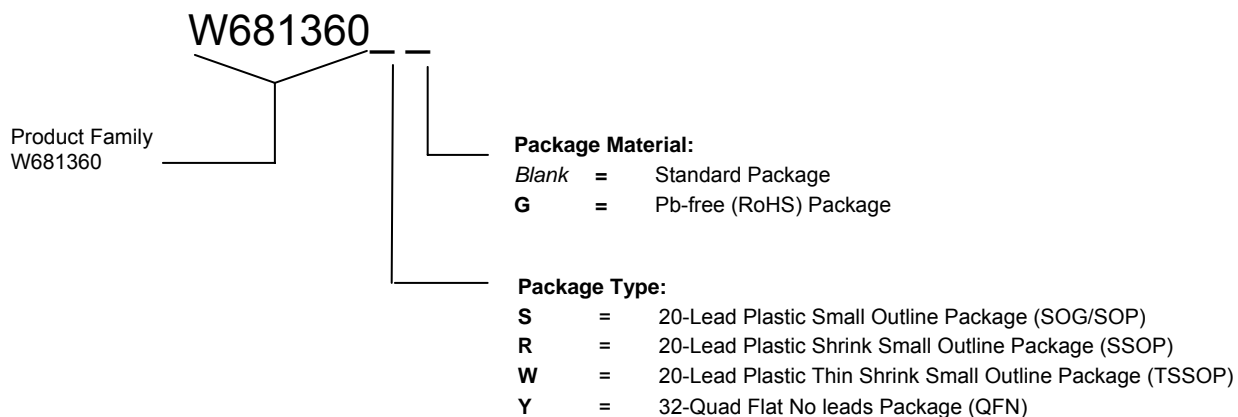 W681360_ _
Product Family
W681360
Package Material:
Blank = Standard Package
G = Pb-free (RoHS) Package
Package Type:
S = 20-Lead Plastic Small Outline Package (SOG/SOP)
R = 20-Lead Plastic Shrink Small Outline Package (SSOP)
W = 20-Lead Plastic Thin Shrink Small Outline Package (TSSOP)
Y = 32-Quad Flat No leads Package (QFN)